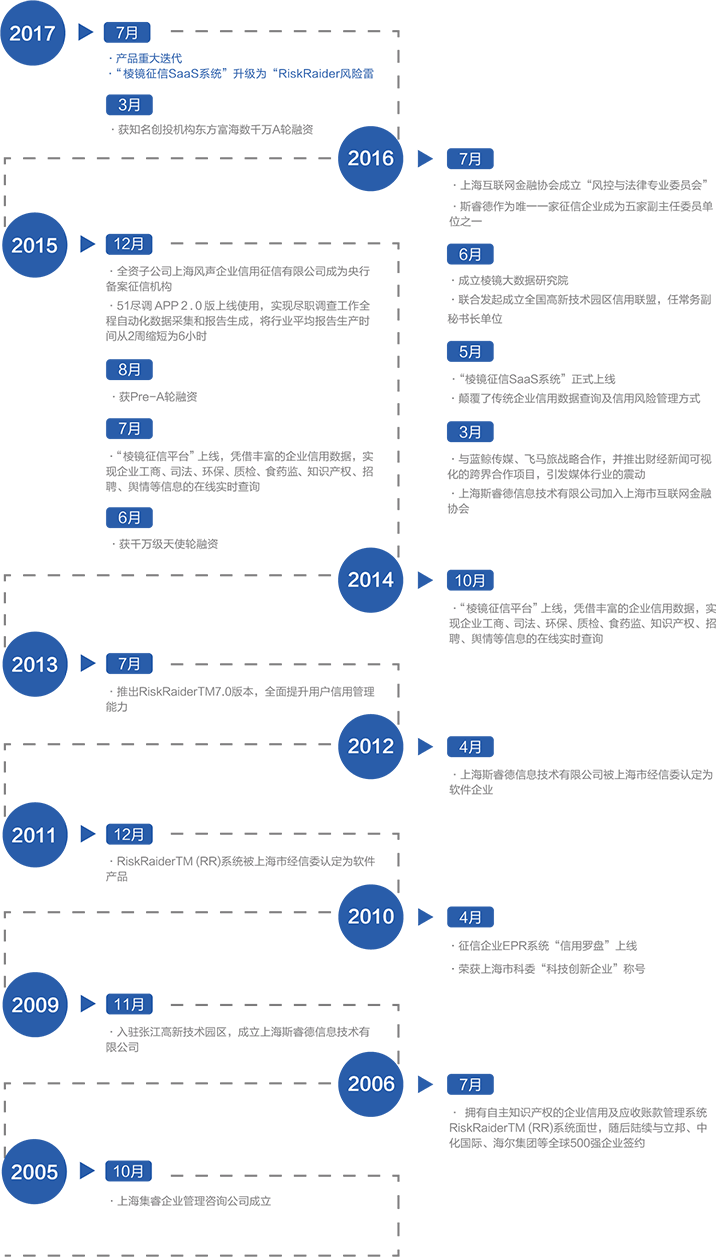 2017
7月
·产品重大迭代
·“棱镜征信SaaS系统”升级为“RiskRaider风险雷
3月
·获知名创投机构东方富海数千万A轮融资
2016
7月
·上海互联网金融协会成立“风控与法律专业委员会”
·斯睿德作为唯一一家征信企业成为五家副主任委员单
位之一
6月
·成立棱镜大数据研究院
·联合发起成立全国高新技术园区信用联盟，任常务副
秘书长单位
5月
·“棱镜征信SaaS系统”正式上线
·颠覆了传统企业信用数据查询及信用风险管理方式
3月
·与蓝鲸传媒、飞马旅战略合作，并推出财经新闻可视
化的跨界合作项目，引发媒体行业的震动
·上海斯睿德信息技术有限公司加入上海市互联网金融
协会
2015
12月
·全资子公司上海风声企业信用征信有限公司成为央行
备案征信机构
·51尽调 APP 2.0 版上线使用，实现尽职调查工作全
程自动化数据采集和报告生成，将行业平均报告生产时
间从2周缩短为6小时
8月
·获Pre-A轮融资
7月
·“棱镜征信平台”上线，凭借丰富的企业信用数据，实
现企业工商、司法、环保、质检、食药监、知识产权、招
聘、舆情等信息的在线实时查询
6月
·获千万级天使轮融资
2014
10月
·“棱镜征信平台”上线，凭借丰富的企业信用数据，实
现企业工商、司法、环保、质检、食药监、知识产权、招
聘、舆情等信息的在线实时查询
2013
7月
·推出RiskRaiderTM7.0版本，全面提升用户信用管理
能力
2012
4月
·上海斯睿德信息技术有限公司被上海市经信委认定为
软件企业
2011
12月
·RiskRaiderTM (RR)系统被上海市经信委认定为软件
产品
2010
4月
·征信企业EPR系统“信用罗盘”上线
·荣获上海市科委“科技创新企业”称号
2009
11月
·入驻张江高新技术园区，成立上海斯睿德信息技术有
限公司
2006
7月
· 拥有自主知识产权的企业信用及应收账款管理系统
RiskRaiderTM (RR)系统面世，随后陆续与立邦、中
化国际、海尔集团等全球500强企业签约
2005
10月
·上海集睿企业管理咨询公司成立